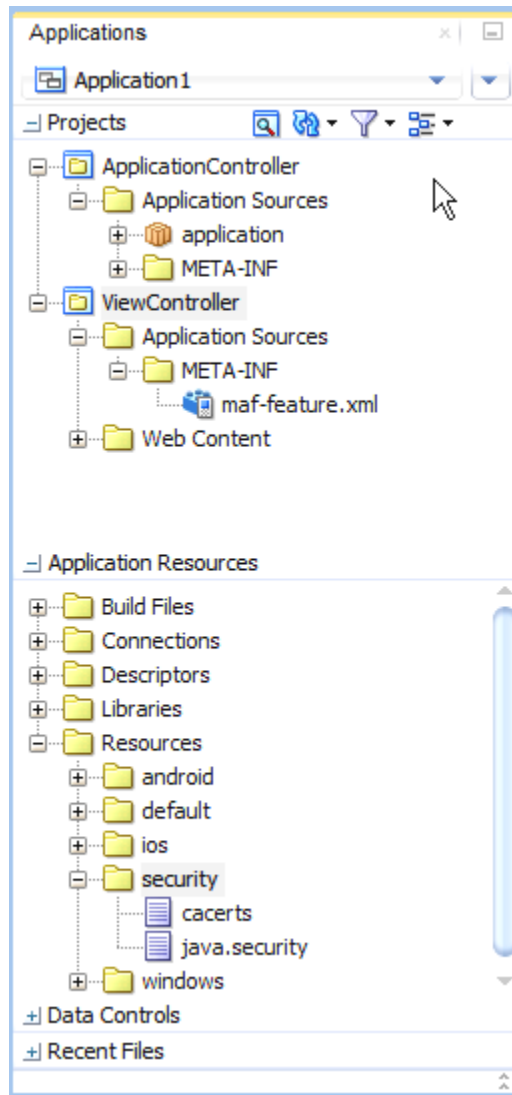 Applications
Application1
Projects
ApplicationController
Application Sources
application
META-INF
ViewController
Application Sources
META-INF
maf-feature.xml
Web Content
Application Resources
Build Files
Connections
Descriptors
Libraries
Resources
android
default
ios
security
cacerts
java.security
windows
Data Controls
Recent Files